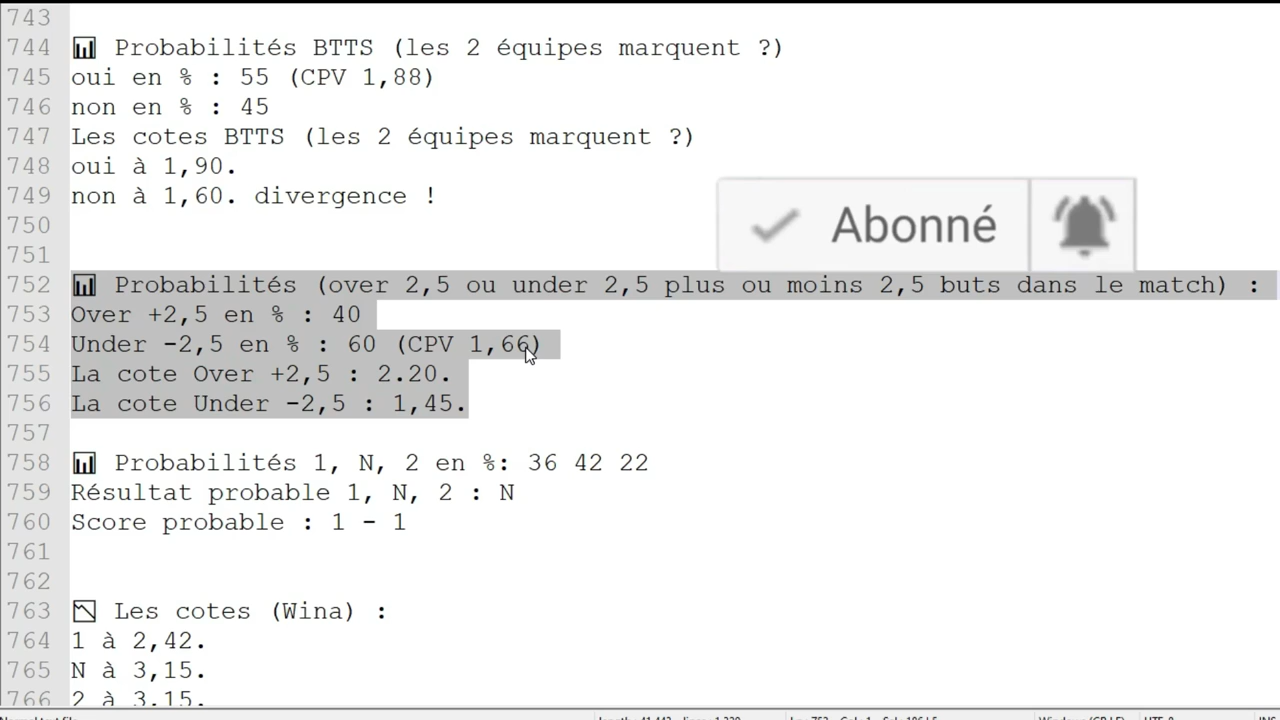 743
744 📊 Probabilités BTTS (les 2 équipes marquent ?)
745 oui en % : 55 (CPV 1,88)
746 non en % : 45
747 Les cotes BTTS (les 2 équipes marquent ?)
748 oui à 1,90.
749 non à 1,60. divergence !
750
Abonné
751
752 📊 Probabilités (over 2,5 ou under 2,5 plus ou moins 2,5 buts dans le match) :
753 Over +2,5 en % : 40
754 Under -2,5 en % : 60 (CPV 1,66)
755 La cote Over +2,5 : 2.20.
756 La cote Under -2,5 : 1,45.
757
758 📊 Probabilités 1, N, 2 en %: 36 42 22
759 Résultat probable 1, N, 2 : N
760 Score probable : 1 - 1
761
762
763 📉 Les cotes (Wina) :
764 1 à 2,42.
765 N à 3,15.
766 2 à 3,15.